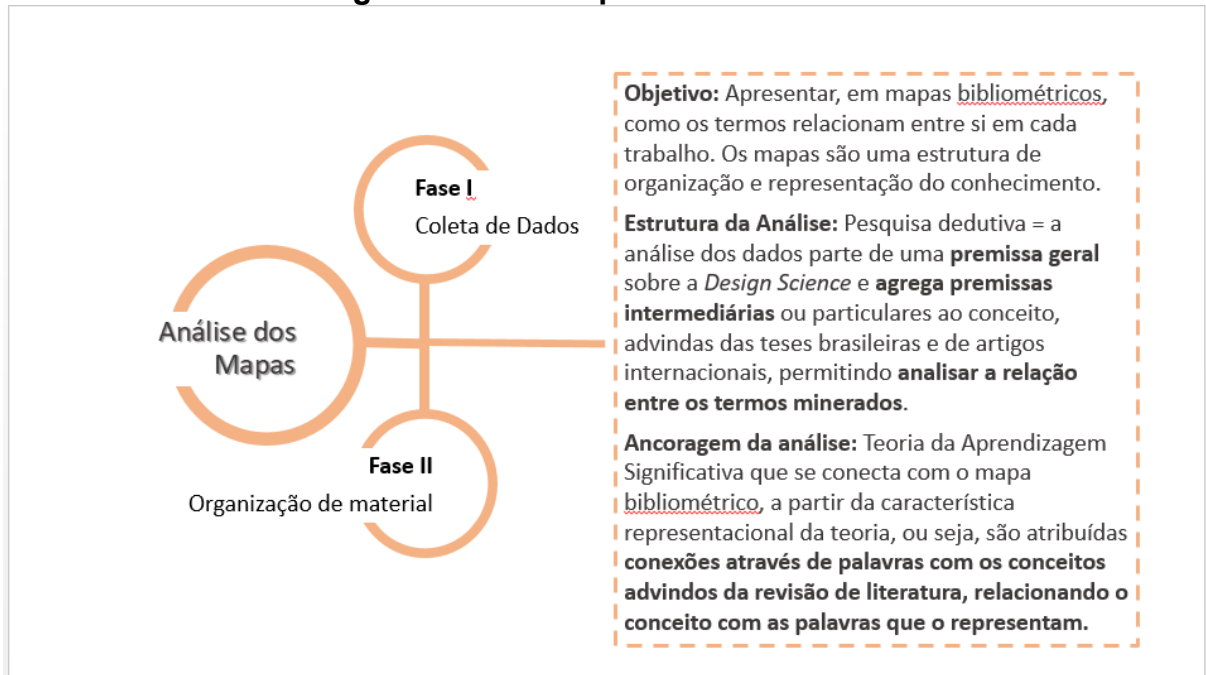 Fase I
Coleta de Dados
Análise dos
Mapas
Fase II
Organização de material
Objetivo: Apresentar, em mapas bibliométricos,
como os termos relacionam entre si em cada
trabalho. Os mapas são uma estrutura de
organização e representação do conhecimento.
Estrutura da Análise: Pesquisa dedutiva = a
análise dos dados parte de uma premissa geral
sobre a Design Science e agrega premissas
intermediárias ou particulares ao conceito,
advindas das teses brasileiras e de artigos
internacionais, permitindo analisar a relação
entre os termos minerados.
Ancoragem da análise: Teoria da Aprendizagem
Significativa que se conecta com o mapa
bibliométrico, a partir da característica
representacional da teoria, ou seja, são atribuídas
conexões através de palavras com os conceitos
advindos da revisão de literatura, relacionando o
conceito com as palavras que o representam.